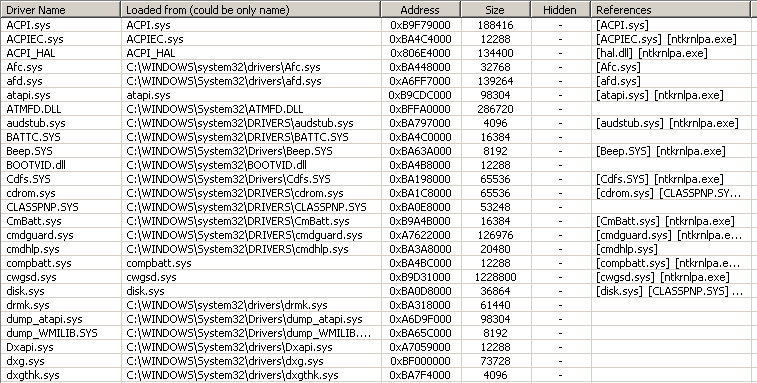 Driver Name Loaded from (could be only name) Address Size Hidden References
ACPI.sys ACPI.sys 0xB9F79000 188416 - [ACPI.sys]
ACPIEC.sys ACPIEC.sys 0xBA4C4000 12288 - [ACPIEC.sys] [ntkrnlpa.exe]
ACPI_HAL ACPI_HAL 0x806E4000 134400 - [hal.dll] [ntkrnlpa.exe]
Afc.sys C:\WINDOWS\system32\drivers\Afc.sys 0xBA448000 32768 - [Afc.sys]
afd.sys C:\WINDOWS\System32\drivers\afd.sys 0xA6FF7000 139264 - [afd.sys]
atapi.sys atapi.sys 0xB9CDC000 98304 - [atapi.sys] [ntkrnlpa.exe]
ATMFD.DLL C:\WINDOWS\System32\ATMFD.DLL 0xBFFA0000 286720 -
audstub.sys C:\WINDOWS\system32\DRIVERS\audstub.sys 0xBA797000 4096 - [audstub.sys] [ntkrnlpa.exe]
BATTC.SYS C:\WINDOWS\system32\DRIVERS\BATTC.SYS 0xBA4C0000 16384 -
Beep.SYS C:\WINDOWS\System32\Drivers\Beep.SYS 0xBA63A000 8192 - [Beep.SYS] [ntkrnlpa.exe]
BOOTVID.dll C:\WINDOWS\system32\BOOTVID.dll 0xBA4B8000 12288 -
Cdfs.SYS C:\WINDOWS\System32\Drivers\Cdfs.SYS 0xBA198000 65536 - [Cdfs.SYS] [ntkrnlpa.exe]
cdrom.sys C:\WINDOWS\system32\DRIVERS\cdrom.sys 0xBA1C8000 65536 - [cdrom.sys] [CLASSPNP.SY...
CLASSPNP.SYS C:\WINDOWS\system32\DRIVERS\CLASSPNP.SYS 0xBA0E8000 53248 -
CmBatt.sys C:\WINDOWS\system32\DRIVERS\CmBatt.sys 0xB9A4B000 16384 - [CmBatt.sys] [ntkrnlpa.exe]
cmdguard.sys C:\WINDOWS\System32\DRIVERS\cmdguard.sys 0xA7622000 126976 - [cmdguard.sys] [ntkrnlpa.e...
cmdhlp.sys C:\WINDOWS\System32\DRIVERS\cmdhlp.sys 0xBA3A8000 20480 - [cmdhlp.sys]
compbatt.sys compbatt.sys 0xBA4BC000 12288 - [compbatt.sys] [ntkrnlpa.e...
cwgsd.sys cwgsd.sys 0xB9D31000 1228800 - [cwgsd.sys] [ntkrnlpa.exe]
disk.sys disk.sys 0xBA0D8000 36864 - [disk.sys] [CLASSPNP.SYS] ...
drmk.sys C:\WINDOWS\system32\drivers\drmk.sys 0xBA318000 61440 -
dump_atapi.sys C:\WINDOWS\System32\Drivers\dump_atapi.sys 0xA6D9F000 98304 -
dump_WMILIB.SYS C:\WINDOWS\System32\Drivers\dump_WMILIB.... 0xBA65C000 8192 -
Dxapi.sys C:\WINDOWS\System32\drivers\Dxapi.sys 0xA7059000 12288 -
dxg.sys C:\WINDOWS\System32\drivers\dxg.sys 0xBF000000 73728 -
dxgthk.sys C:\WINDOWS\System32\drivers\dxgthk.sys 0xBA7F4000 4096 -